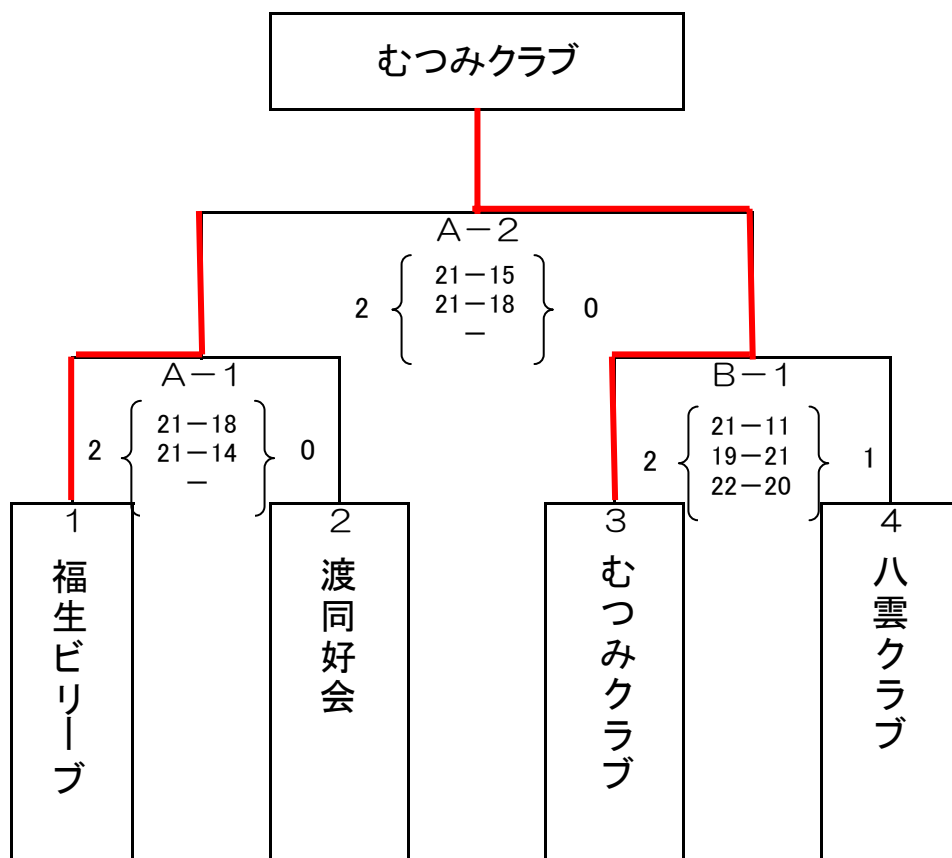 むつみクラブ
A－2
21－15
2 21－18 0
－
A－1
21－18
2 21－14 0
－
B－1
21－11
2 19－21 1
22－20
1
福生ビリーブ
2
渡同好会
3
むつみクラブ
4
八雲クラブ